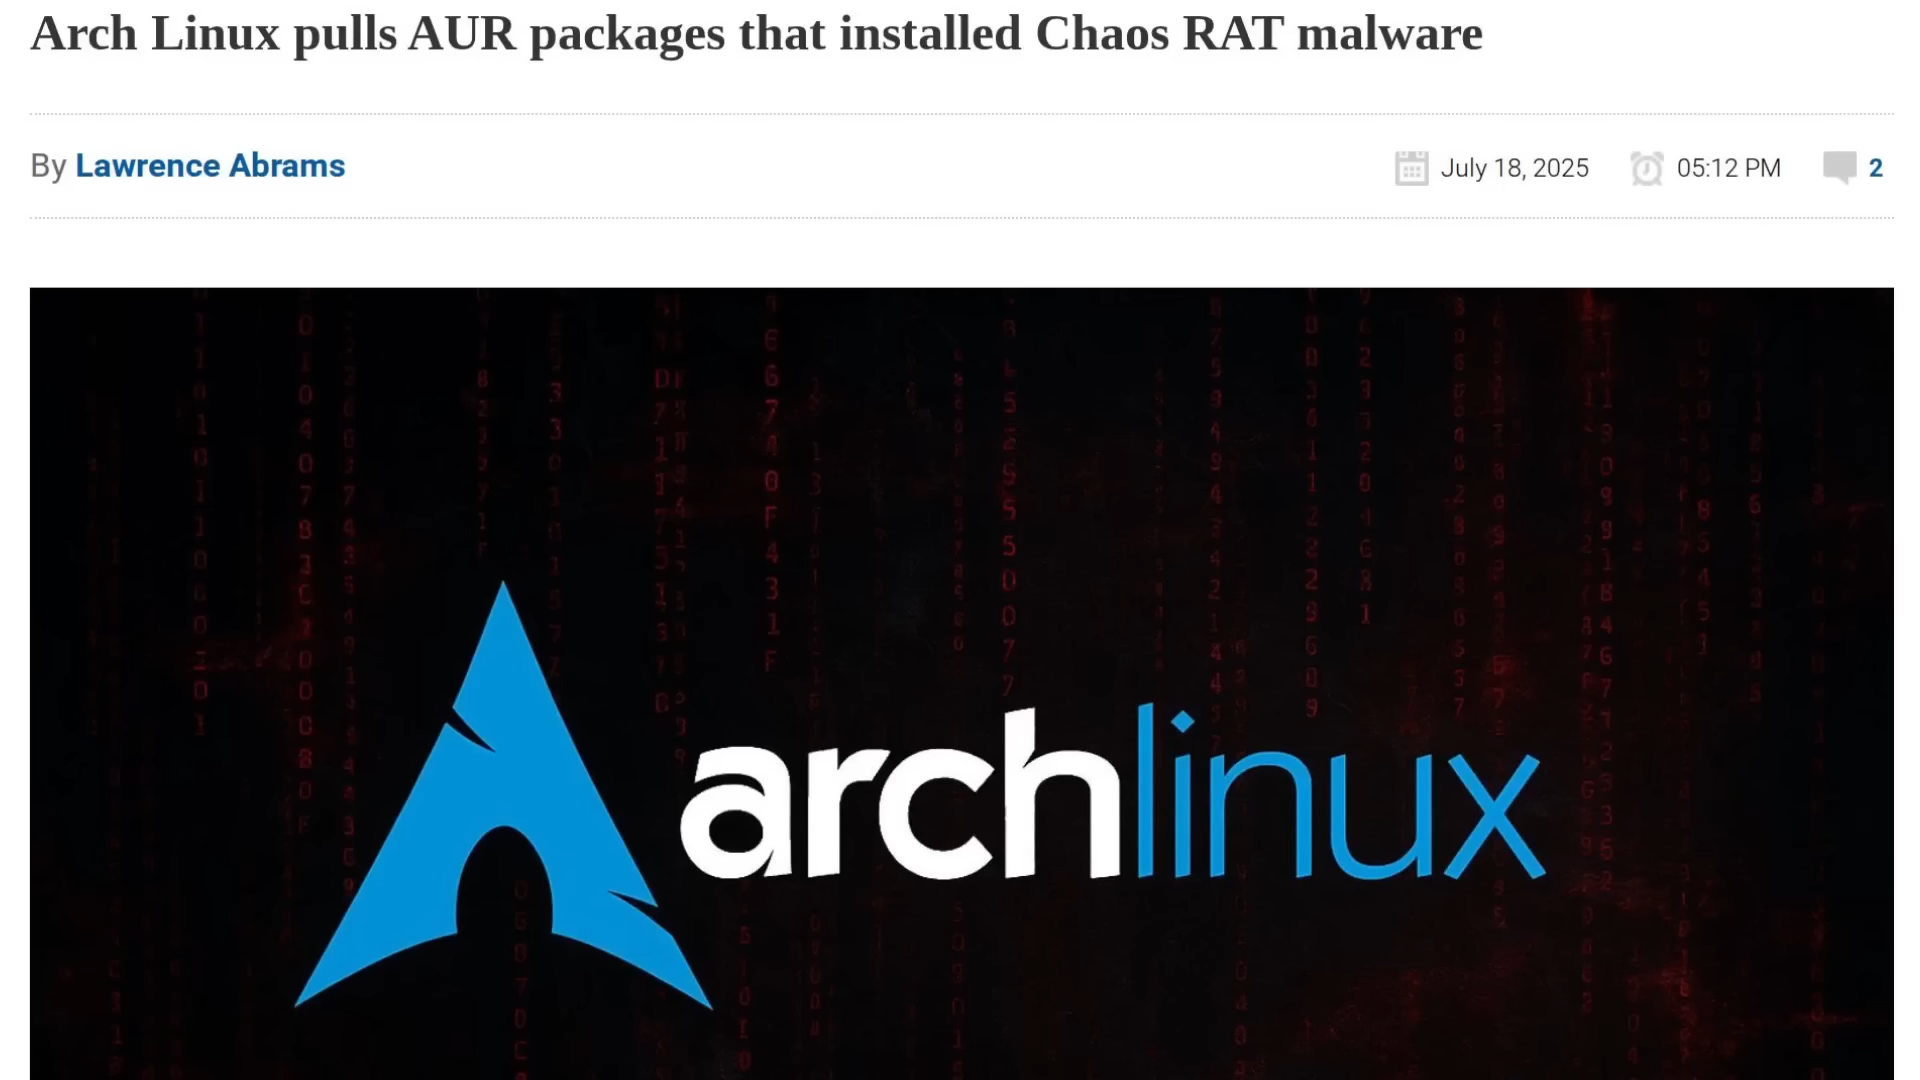 Arch Linux pulls AUR packages that installed Chaos RAT malware
By Lawrence Abrams
July 18, 2025
05:12 PM
2
archlinux